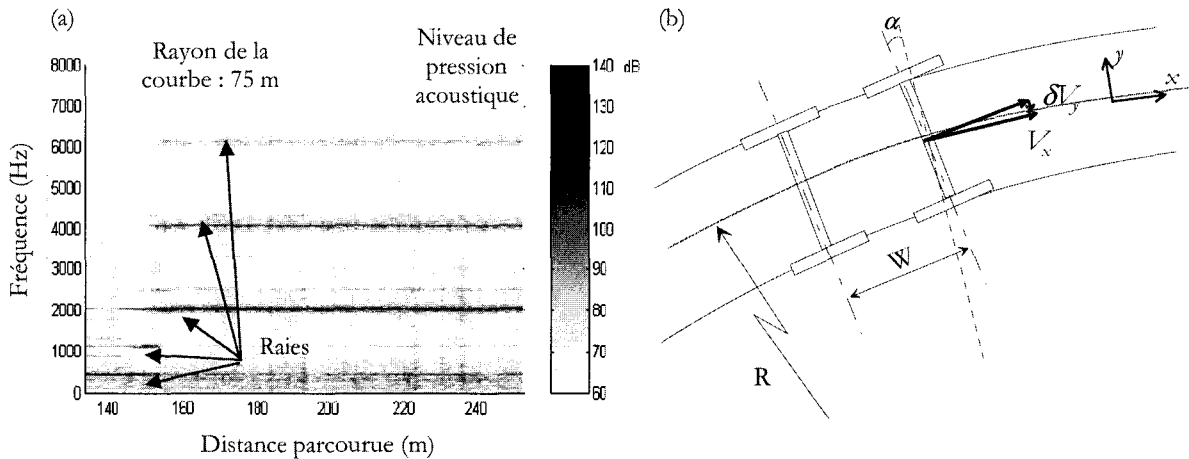 (a)
Rayon de la
courbe : 75 m
Niveau de
pression
acoustique
8000
7000
6000
5000
4000
3000
2000
1000
0
Fréquence (Hz)
Raies
140
160
180
200
220
240
Distance parcourue (m)
140
dB
130
120
110
100
90
80
70
60
(b)
α
y
x
δV_y
V_x
W
R